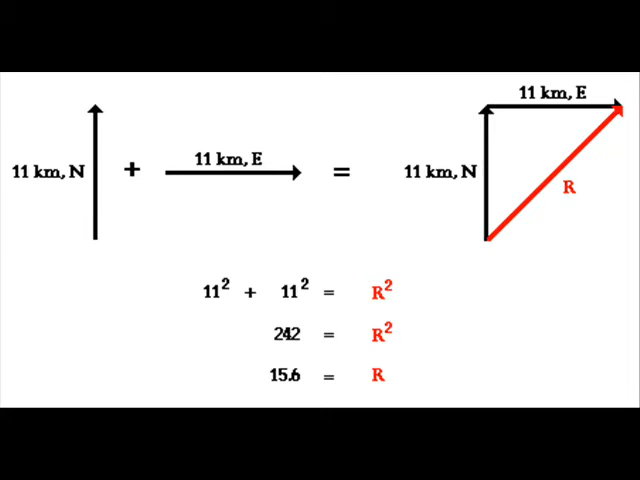 11 km, E
11 km, N + 11 km, E = 11 km, N
R
11² + 11² = R²
242 = R²
15.6 = R